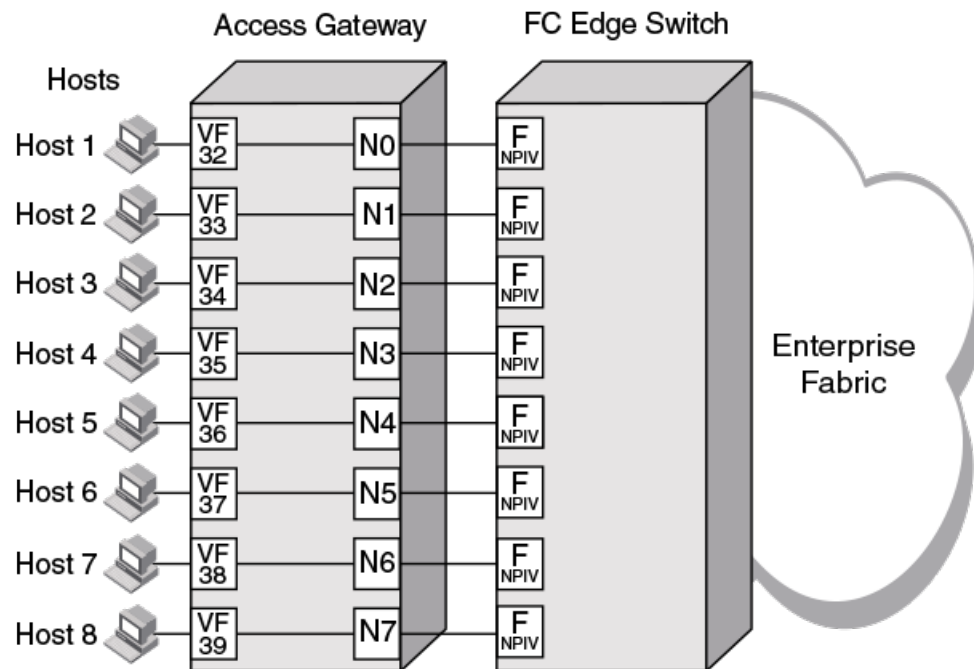 Access Gateway
FC Edge Switch
Hosts
Host 1
VF
32
N0
F
NPIV
Host 2
VF
33
N1
F
NPIV
Host 3
VF
34
N2
F
NPIV
Host 4
VF
35
N3
F
NPIV
Host 5
VF
36
N4
F
NPIV
Host 6
VF
37
N5
F
NPIV
Host 7
VF
38
N6
F
NPIV
Host 8
VF
39
N7
F
NPIV
Enterprise
Fabric